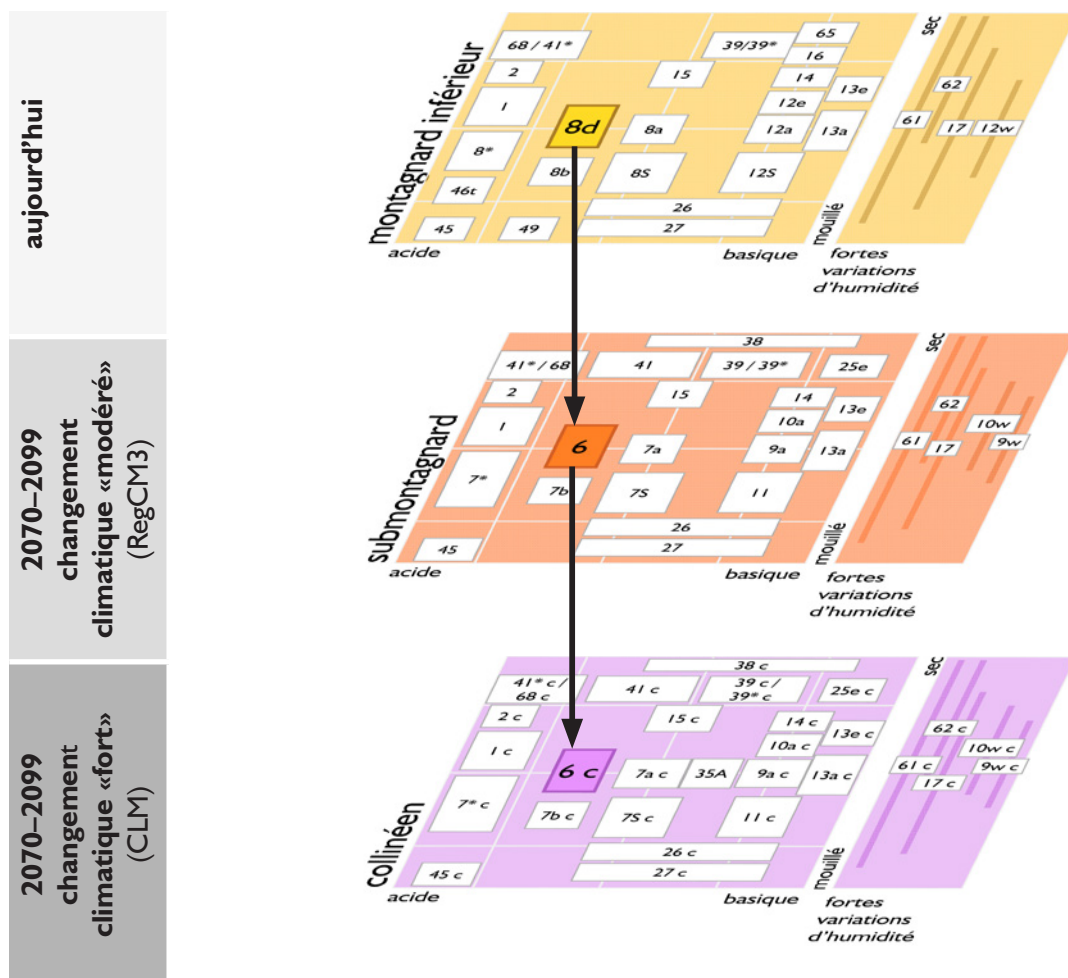 aujourd'hui
montagnard inférieur
68 / 41*
39/39*
65
16
2
15
14
1
12e
13e
8d
8a
12a
13a
8*
8b
8S
12S
46t
26
45
49
27
acide
basique
sec
mouillé
62
61
17
12w
fortes
variations
d'humidité
2070–2099
changement
climatique «modéré»
(RegCM3)
submontagnard
38
41* / 68
41
39 / 39*
25e
2
15
14
1
10a
13e
6
7a
9a
13a
7*
7b
7S
11
26
45
27
acide
basique
sec
mouillé
62
10w
61
17
9w
fortes
variations
d'humidité
2070–2099
changement
climatique «fort»
(CLM)
collinéen
38 c
41* c /
68 c
41 c
39 c /
39* c
25e c
2 c
15 c
14 c
1 c
10a c
13e c
6 c
7a c
35A
9a c
13a c
7* c
7b c
7S c
11 c
26 c
45 c
27 c
acide
basique
sec
mouillé
62 c
10w c
61 c
9w c
17 c
fortes
variations
d'humidité